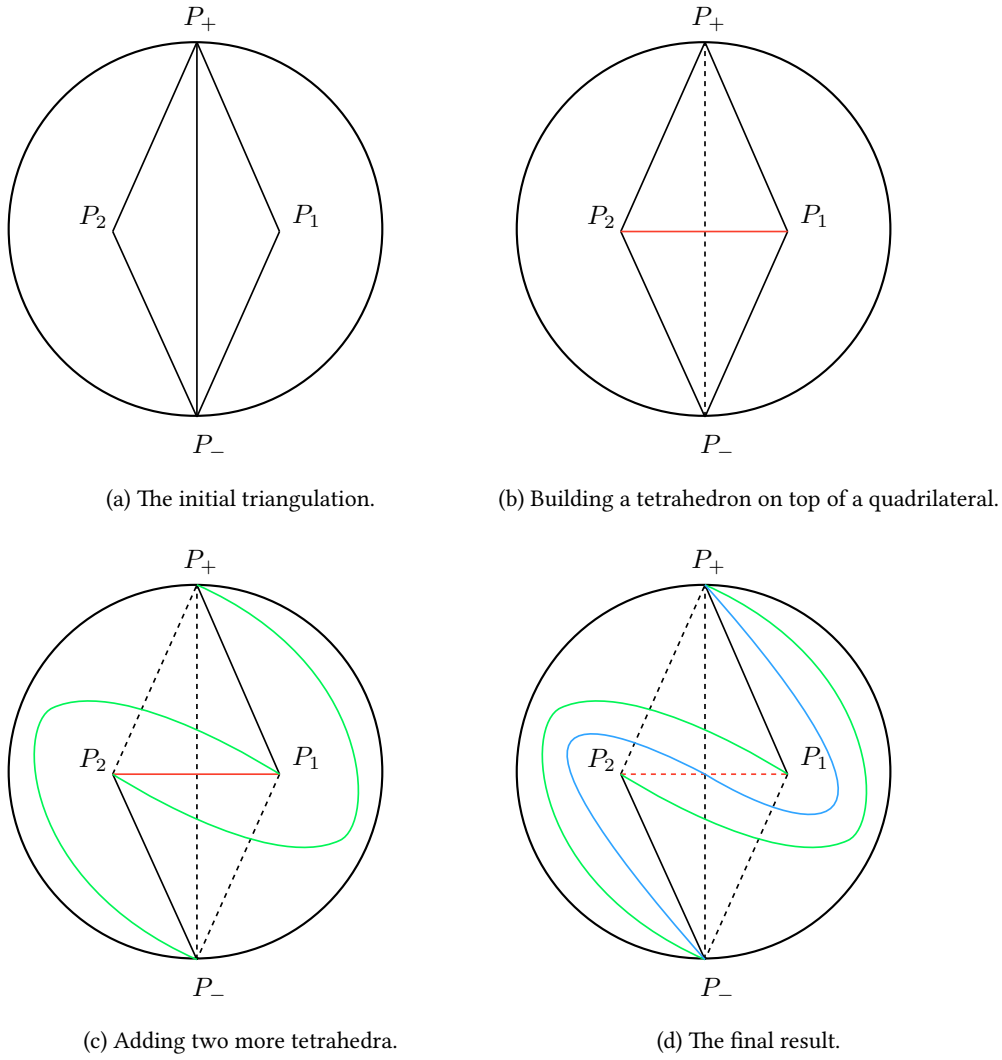 P₊ P₊
P₂ P₁ P₂ P₁
P₋ P₋
(a) The initial triangulation. (b) Building a tetrahedron on top of a quadrilateral.
P₊ P₊
P₂ P₁ P₂ P₁
P₋ P₋
(c) Adding two more tetrahedra. (d) The final result.